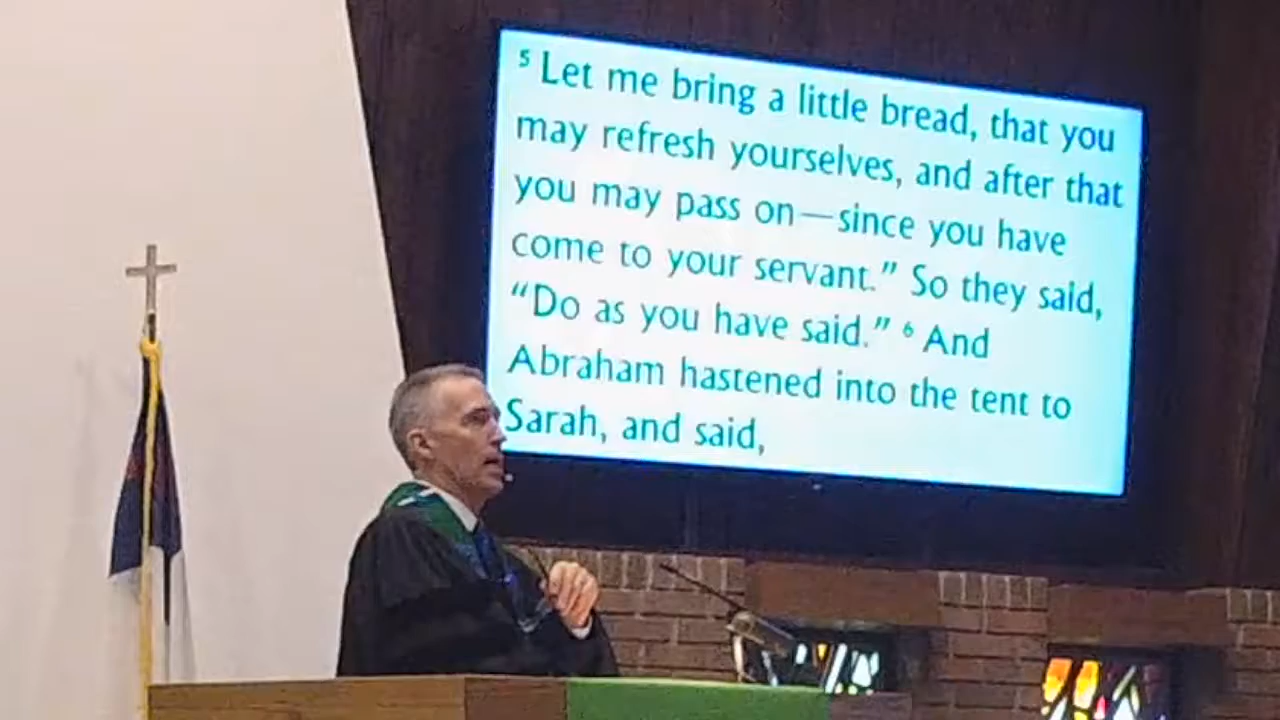 ⁵ Let me bring a little bread, that you
may refresh yourselves, and after that
you may pass on—since you have
come to your servant.” So they said,
“Do as you have said.” ⁶ And
Abraham hastened into the tent to
Sarah, and said,